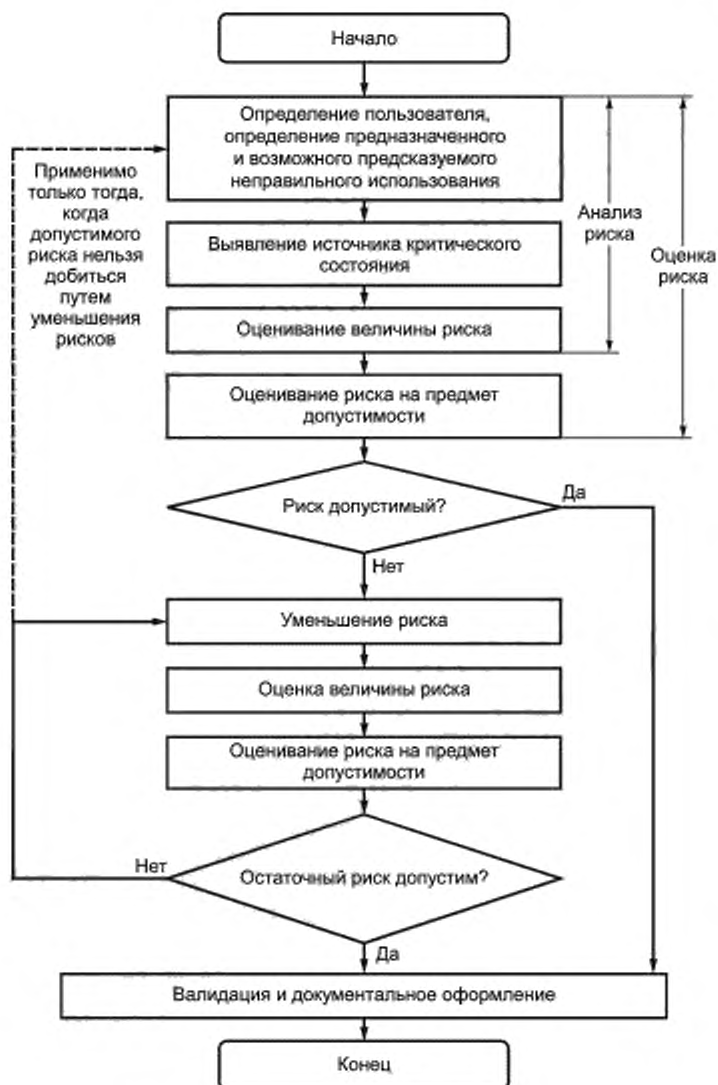 Начало
Определение пользователя,
определение предназначенного
и возможного предсказуемого
неправильного использования
Применимо
только тогда,
когда
допустимого
риска нельзя
добиться
путем
уменьшения
рисков
Анализ
риска
Оценка
риска
Выявление источника критического
состояния
Оценивание величины риска
Оценивание риска на предмет
допустимости
Риск допустимый?
Да
Нет
Уменьшение риска
Оценка величины риска
Оценивание риска на предмет
допустимости
Нет
Остаточный риск допустим?
Да
Валидация и документальное оформление
Конец